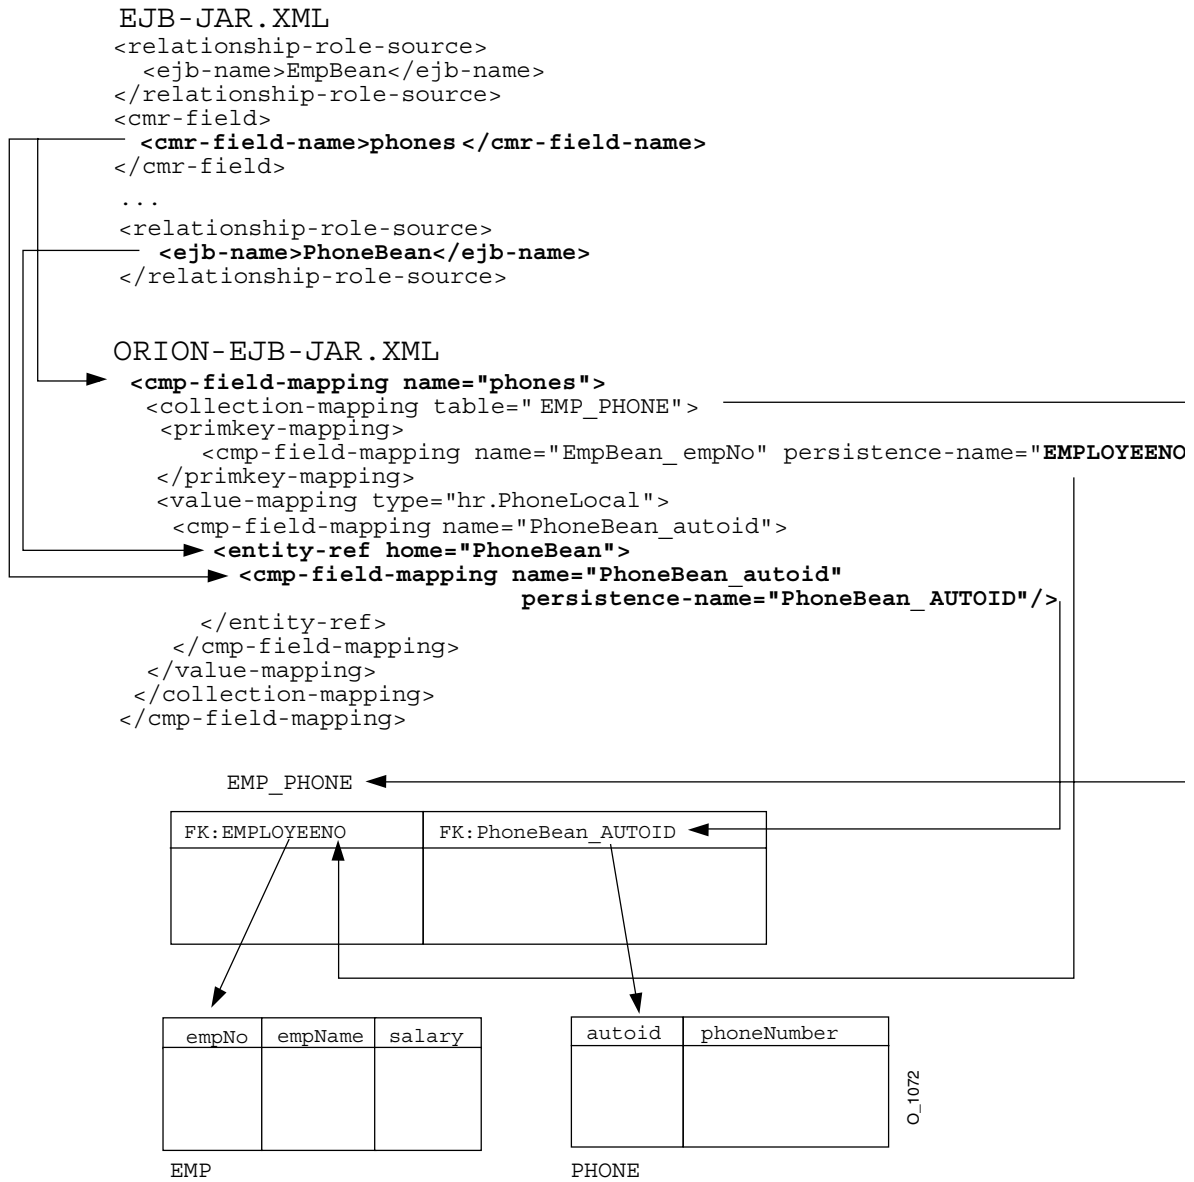 EJB-JAR.XML
<relationship-role-source>
<ejb-name>EmpBean</ejb-name>
</relationship-role-source>
<cmr-field>
<cmr-field-name>phones </cmr-field-name>
</cmr-field>
...
<relationship-role-source>
<ejb-name>PhoneBean</ejb-name>
</relationship-role-source>
ORION-EJB-JAR.XML
<cmp-field-mapping name="phones">
<collection-mapping table=" EMP_PHONE">
<primkey-mapping>
<cmp-field-mapping name="EmpBean_empNo" persistence-name="EMPLOYEENO
</primkey-mapping>
<value-mapping type="hr.PhoneLocal">
<cmp-field-mapping name="PhoneBean_autoid">
<entity-ref home="PhoneBean">
<cmp-field-mapping name="PhoneBean_autoid"
persistence-name="PhoneBean_AUTOID"/>
</entity-ref>
</cmp-field-mapping>
</value-mapping>
</collection-mapping>
</cmp-field-mapping>
EMP_PHONE
FK:EMPLOYEENO FK:PhoneBean_AUTOID
empNo empName salary autoid phoneNumber
O_1072
EMP PHONE